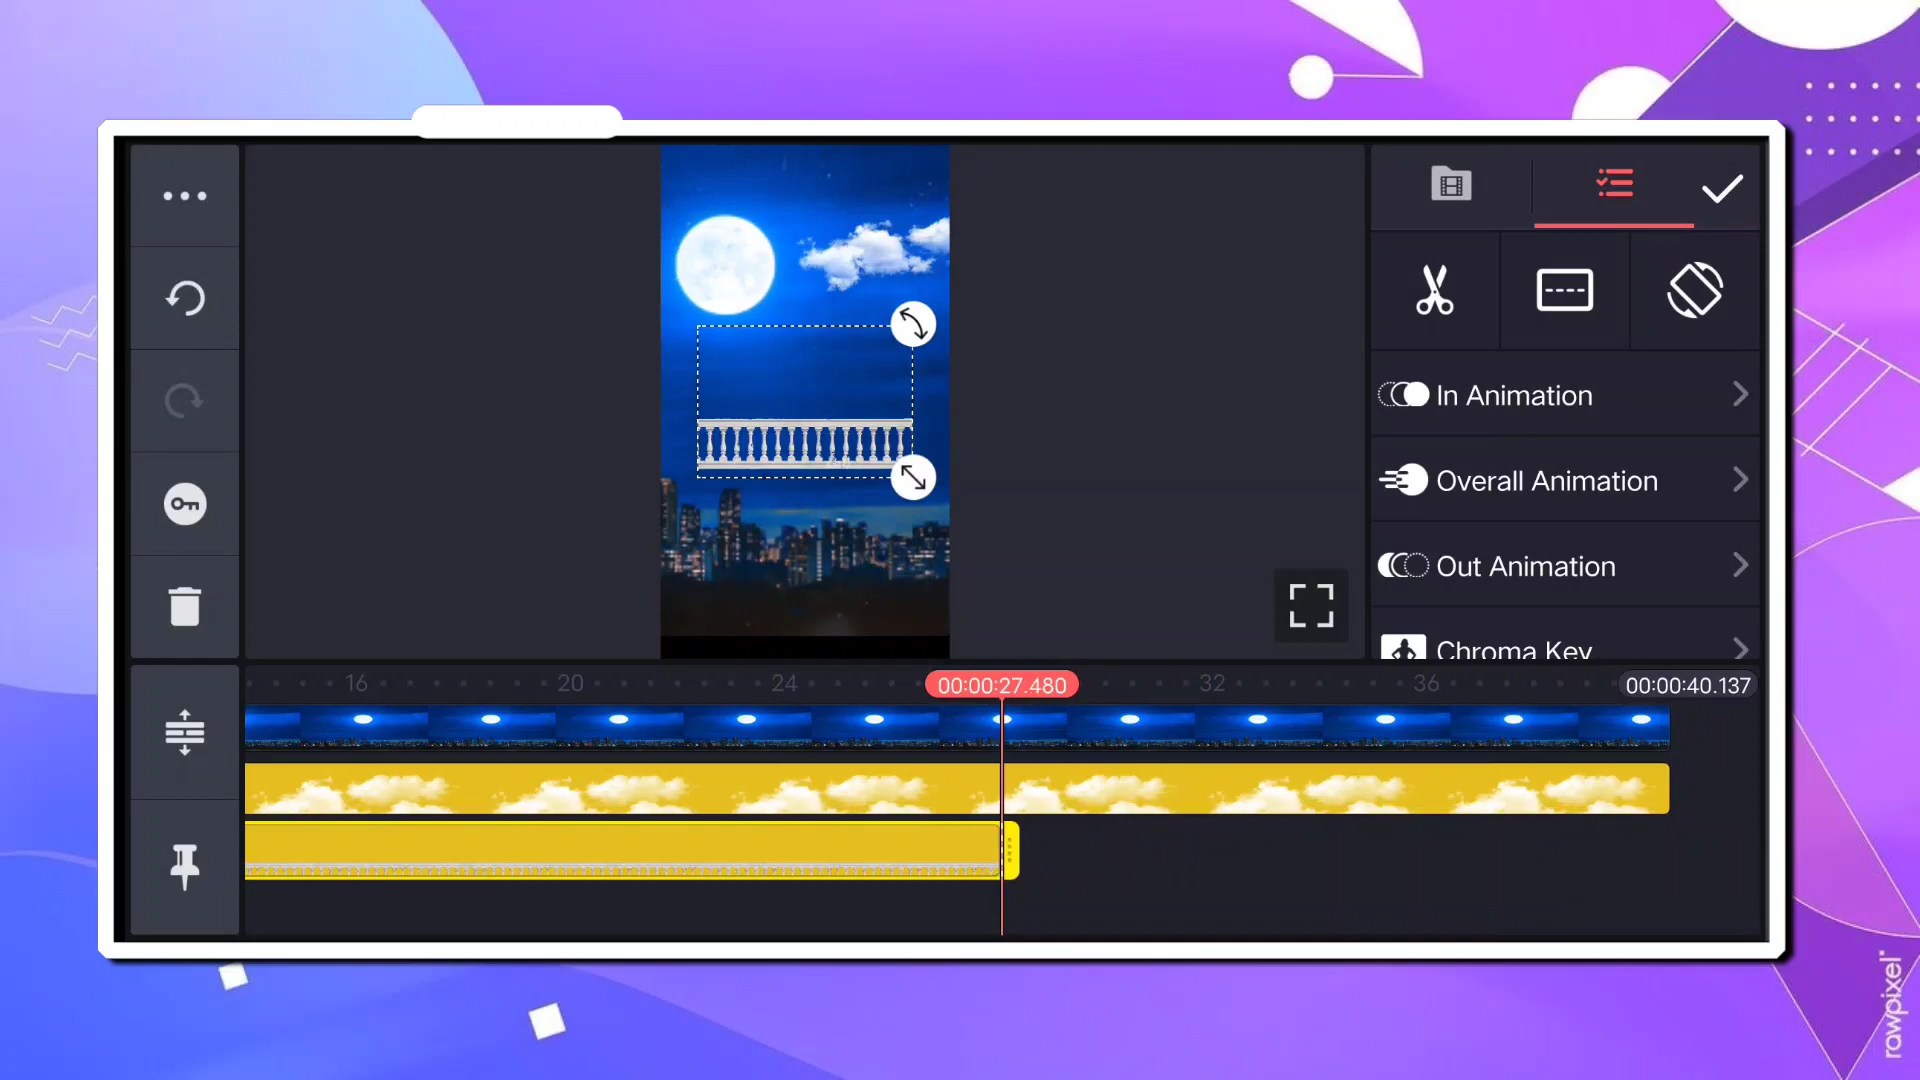 In Animation
Overall Animation
Out Animation
Chroma Key
16
20
24
00:00:27.480
32
36
00:00:40.137
rawpixel